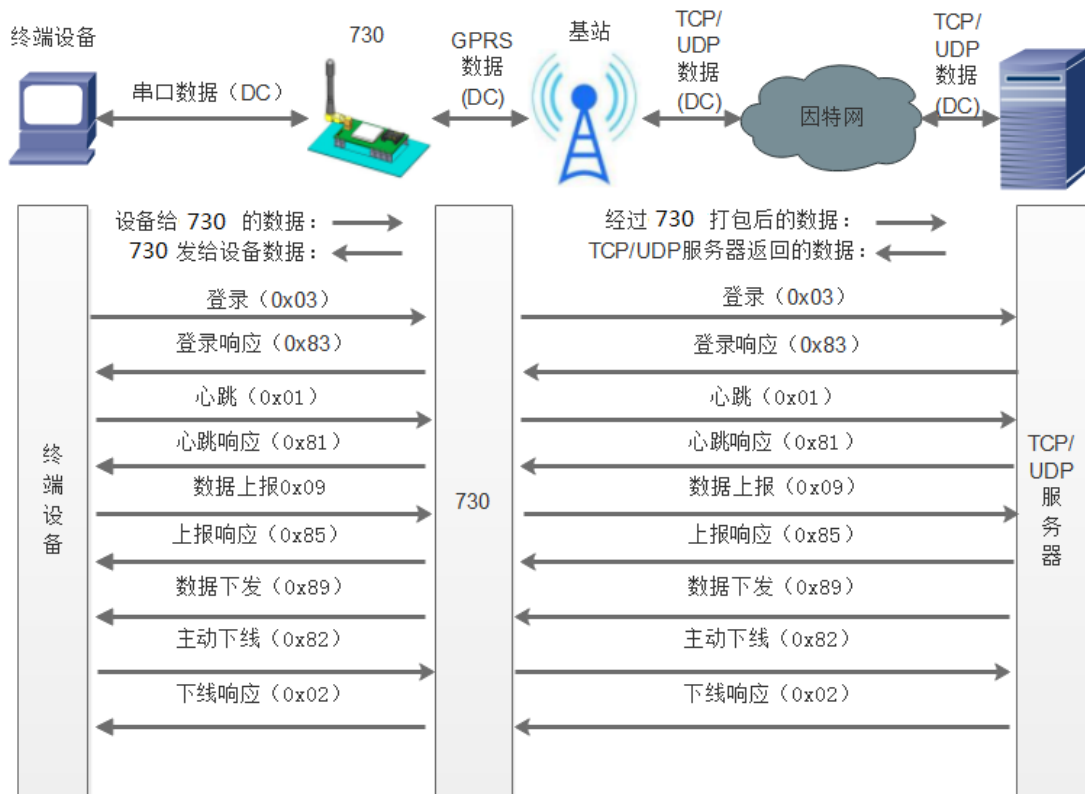 终端设备
730
基站
串口数据（DC）
GPRS
数据
(DC)
TCP/
UDP
数据
(DC)
因特网
TCP/
UDP
数据
(DC)
设备给 730 的数据：
730 发给设备数据：
经过 730 打包后的数据：
TCP/UDP服务器返回的数据：
登录（0x03）
登录（0x03）
登录响应（0x83）
登录响应（0x83）
心跳（0x01）
心跳（0x01）
心跳响应（0x81）
心跳响应（0x81）
数据上报0x09
数据上报（0x09）
上报响应（0x85）
上报响应（0x85）
数据下发（0x89）
数据下发（0x89）
主动下线（0x82）
主动下线（0x82）
下线响应（0x02）
下线响应（0x02）
终
端
设
备
730
TCP/
UDP
服
务
器